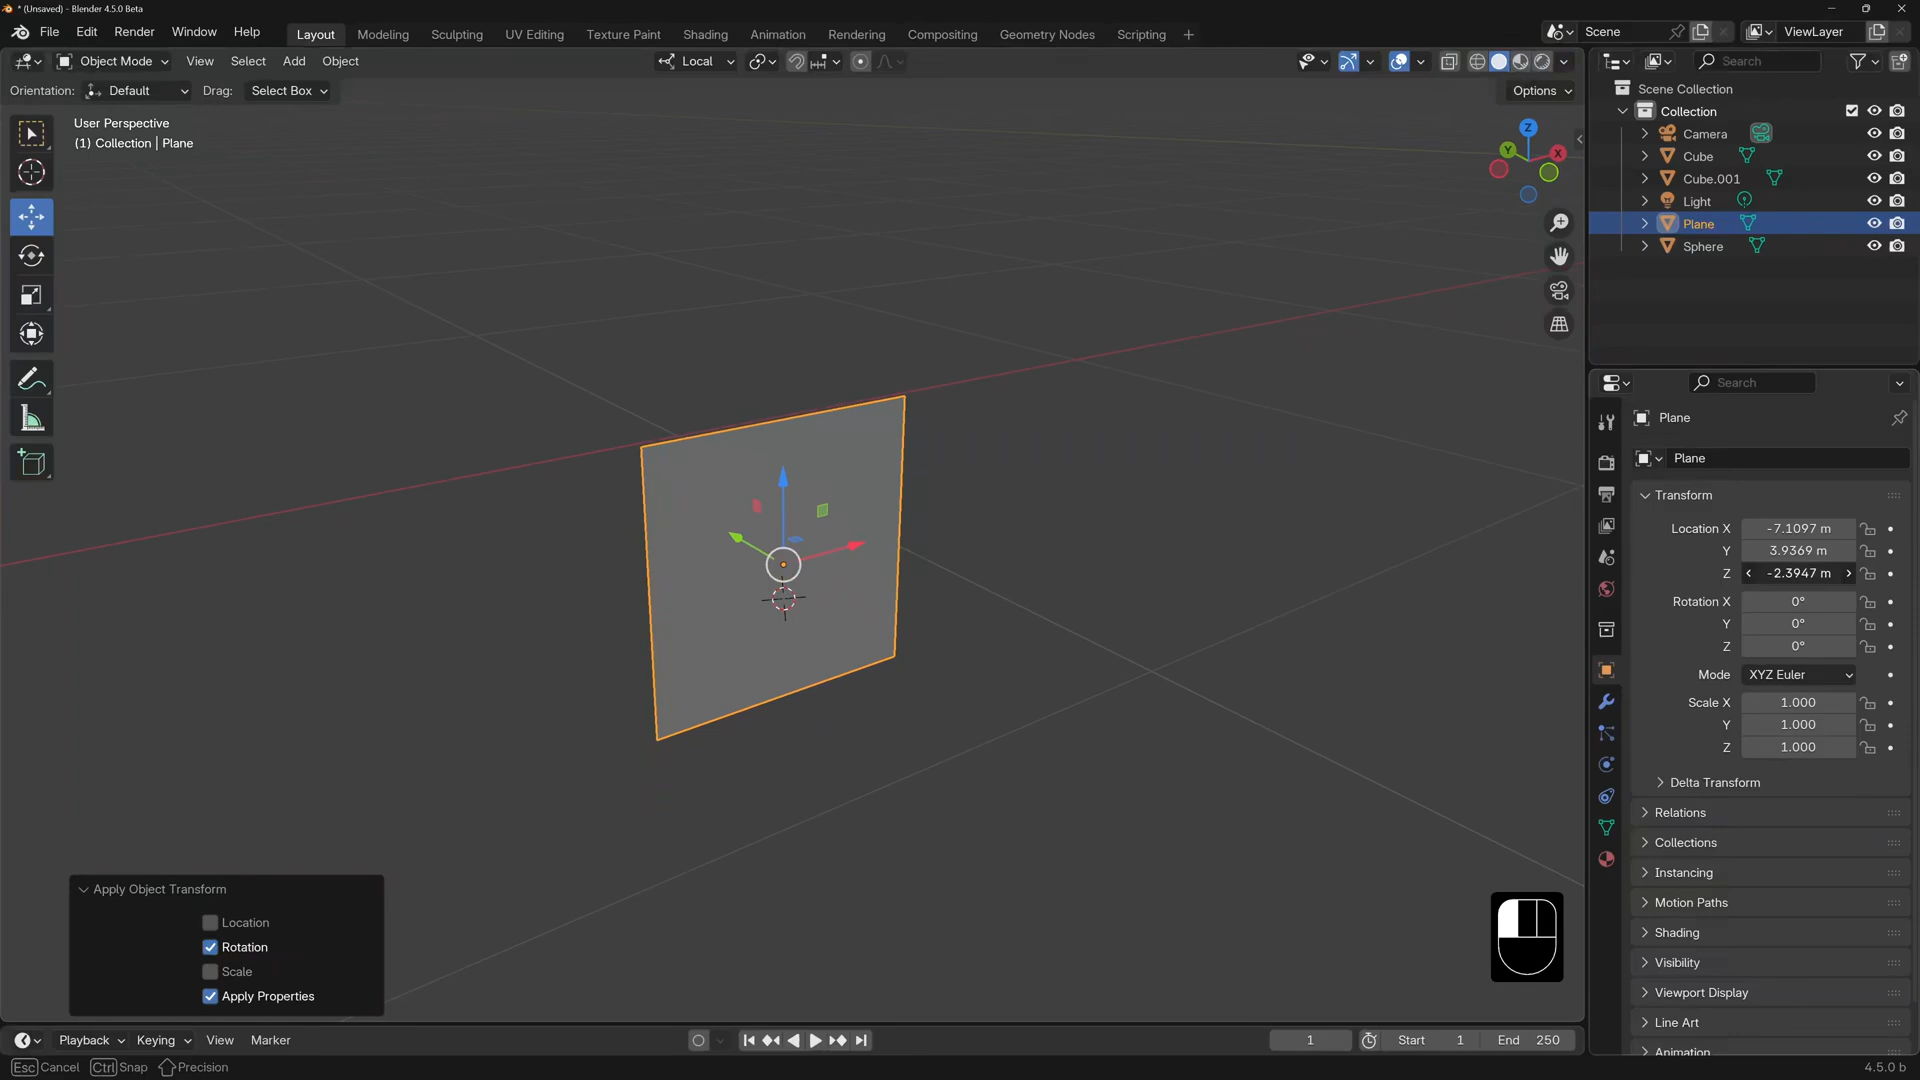 * (Unsaved) - Blender 4.5.0 Beta
File Edit Render Window Help Layout Modeling Sculpting UV Editing Texture Paint Shading Animation Rendering Compositing Geometry Nodes Scripting + Scene ViewLayer
Object Mode View Select Add Object Local Search
Orientation: Default Drag: Select Box Options
Scene Collection
Collection
Camera
Cube
Cube.001
Light
Plane
Sphere
User Perspective
(1) Collection | Plane
Z
Y
X
Search
Plane
Plane
Transform
Location X -7.1097 m
Y 3.9369 m
Z -2.3947 m
Rotation X 0°
Y 0°
Z 0°
Mode XYZ Euler
Scale X 1.000
Y 1.000
Z 1.000
Delta Transform
Relations
Collections
Instancing
Motion Paths
Shading
Visibility
Viewport Display
Line Art
Animation
Apply Object Transform
Location
Rotation
Scale
Apply Properties
Playback Keying View Marker 1 Start 1 End 250
Esc Cancel Ctrl Snap Precision 4.5.0 b